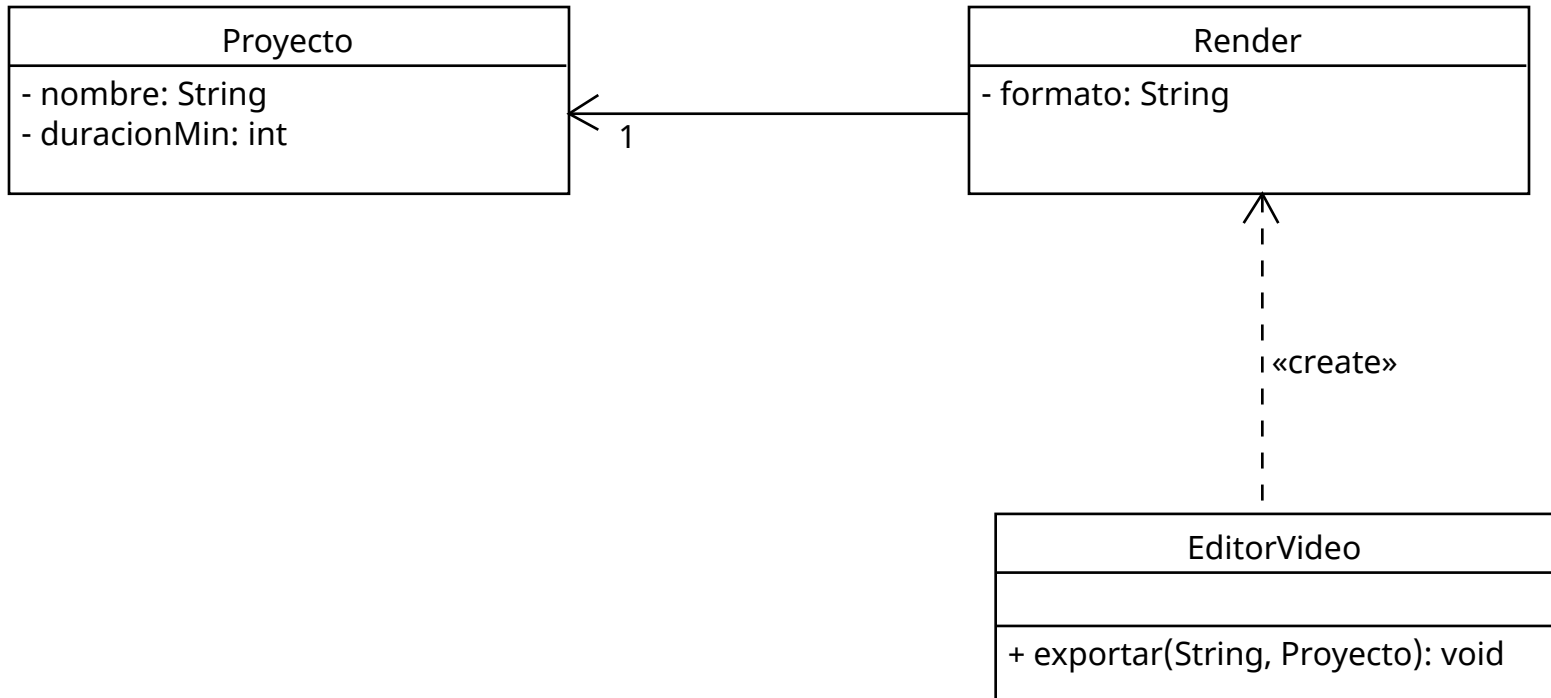 Proyecto
- nombre: String
- duracionMin: int
1
Render
- formato: String
«create»
EditorVideo
+ exportar(String, Proyecto): void